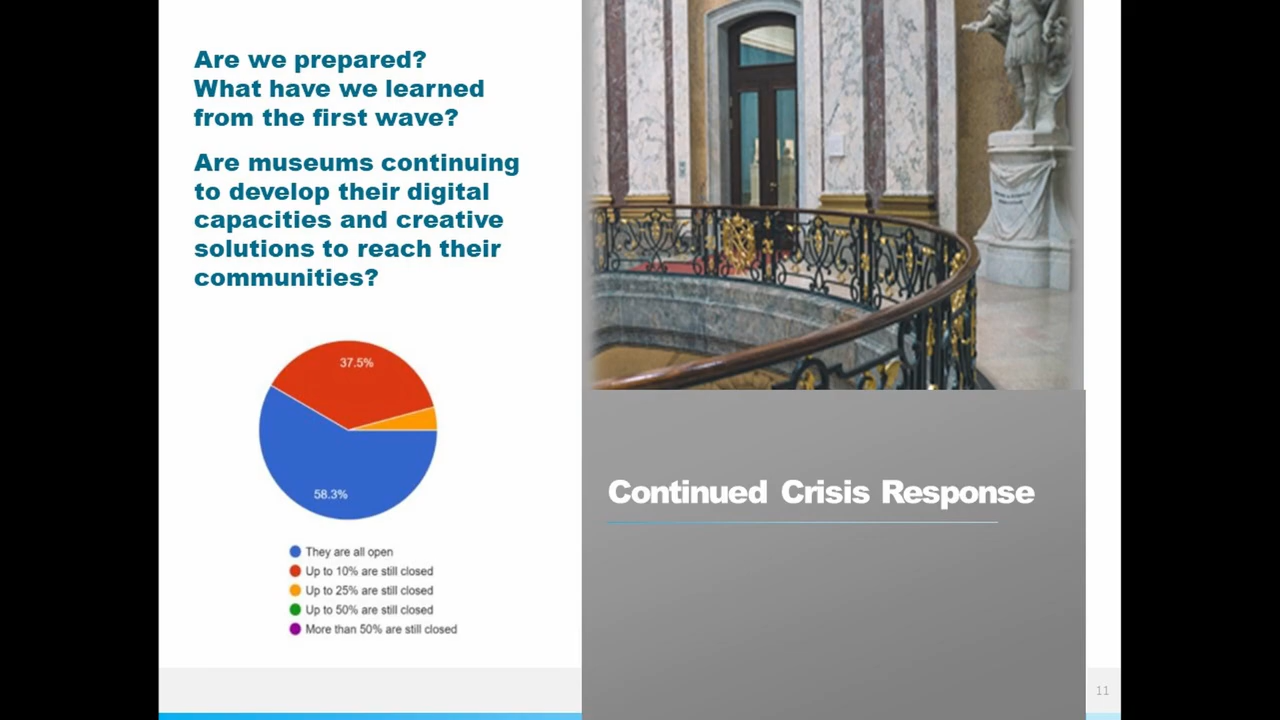 Are we prepared?
What have we learned
from the first wave?
Are museums continuing
to develop their digital
capacities and creative
solutions to reach their
communities?
37.5%
58.3%
They are all open
Up to 10% are still closed
Up to 25% are still closed
Up to 50% are still closed
More than 50% are still closed
Continued Crisis Response
11